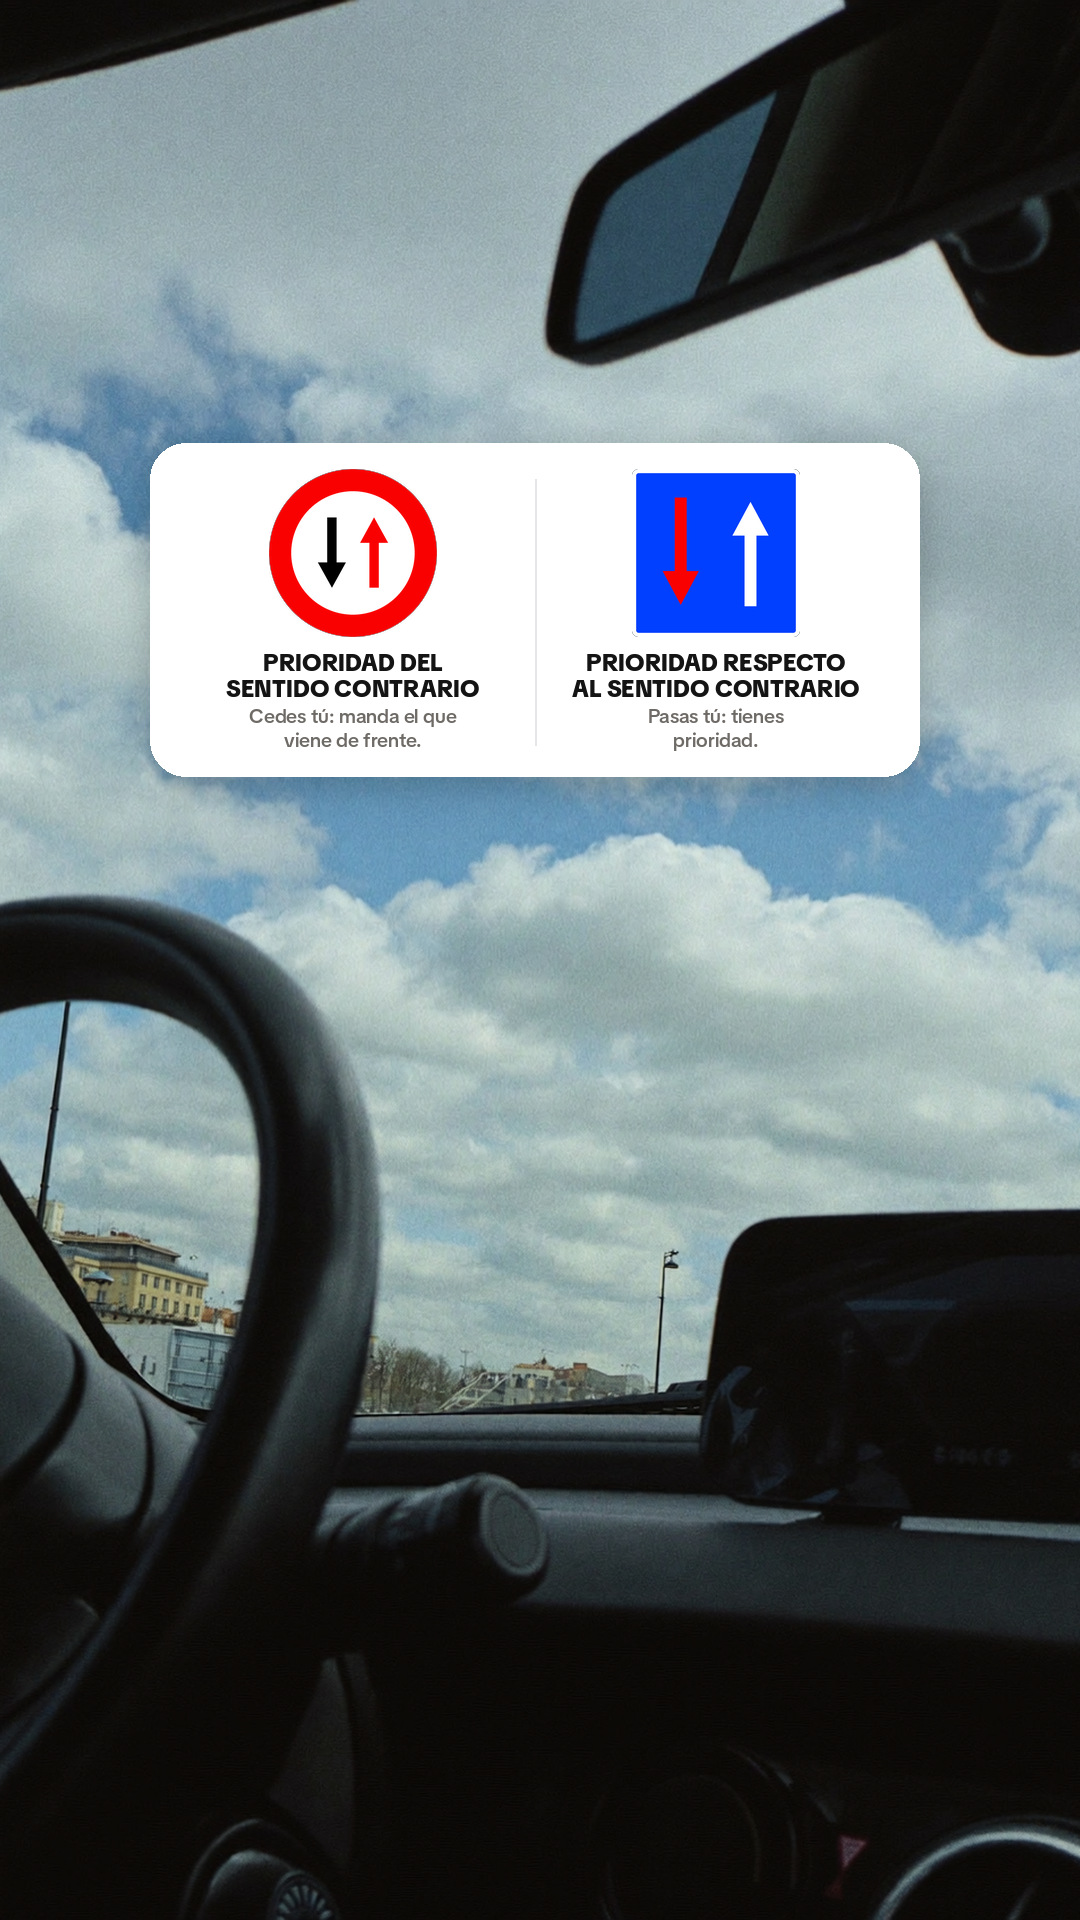 PRIORIDAD DEL
SENTIDO CONTRARIO
Cedes tú: manda el que
viene de frente.
PRIORIDAD RESPECTO
AL SENTIDO CONTRARIO
Pasas tú: tienes
prioridad.